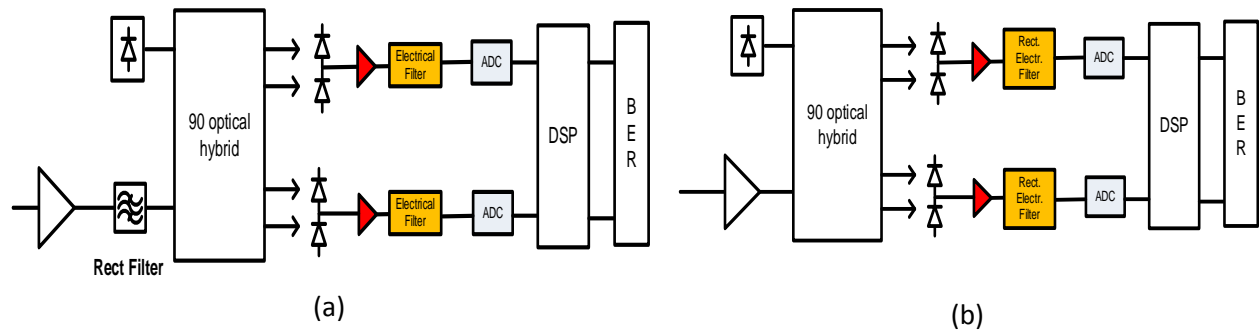 90 optical
hybrid
Rect Filter
Electrical
Filter
ADC
Electrical
Filter
ADC
DSP
B
E
R
(a)
90 optical
hybrid
Rect.
Electr.
Filter
ADC
Rect.
Electr.
Filter
ADC
DSP
B
E
R
(b)